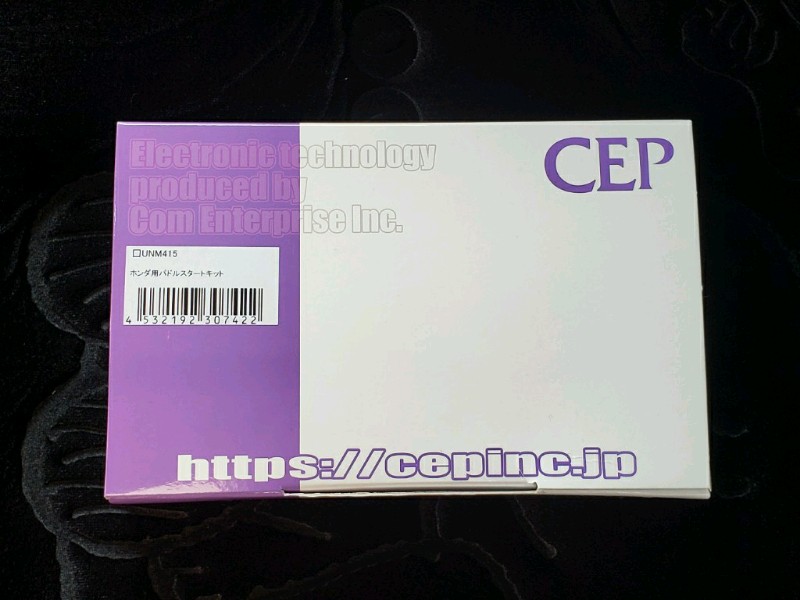 Electronic technology
produced by
Com Enterprise Inc.
CEP
□UNM415
ホンダ用パドルスタートキット
4 532192 307422
https://cepinc.jp